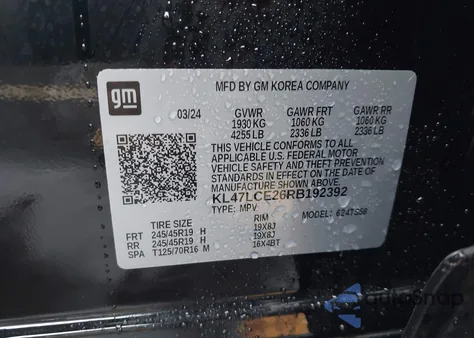 gm
MFD BY GM KOREA COMPANY
03/24 GVWR GAWR FRT GAWR RR
1930 KG 1060 KG 1060 KG
4255 LB 2336 LB 2336 LB
THIS VEHICLE CONFORMS TO ALL
APPLICABLE U.S. FEDERAL MOTOR
VEHICLE SAFETY AND THEFT PREVENTION
STANDARDS IN EFFECT ON THE DATE OF
MANUFACTURE SHOWN ABOVE.
KL47LCE26RB192392
TYPE: MPV MODEL: 624TS58
TIRE SIZE RIM
FRT 245/45R19 H 19X8J
RR 245/45R19 H 19X8J
SPA T125/70R16 M 16X4BT
autoSnap